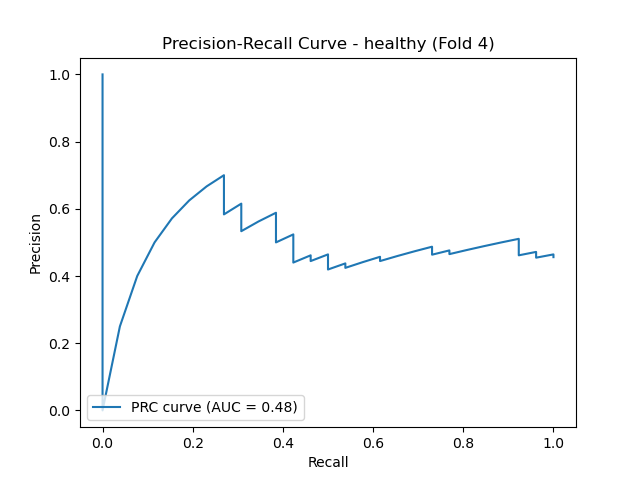 Precision-Recall Curve - healthy (Fold 4)
1.0
0.8
0.6
0.4
0.2
0.0
Precision
PRC curve (AUC = 0.48)
0.0 0.2 0.4 0.6 0.8 1.0
Recall